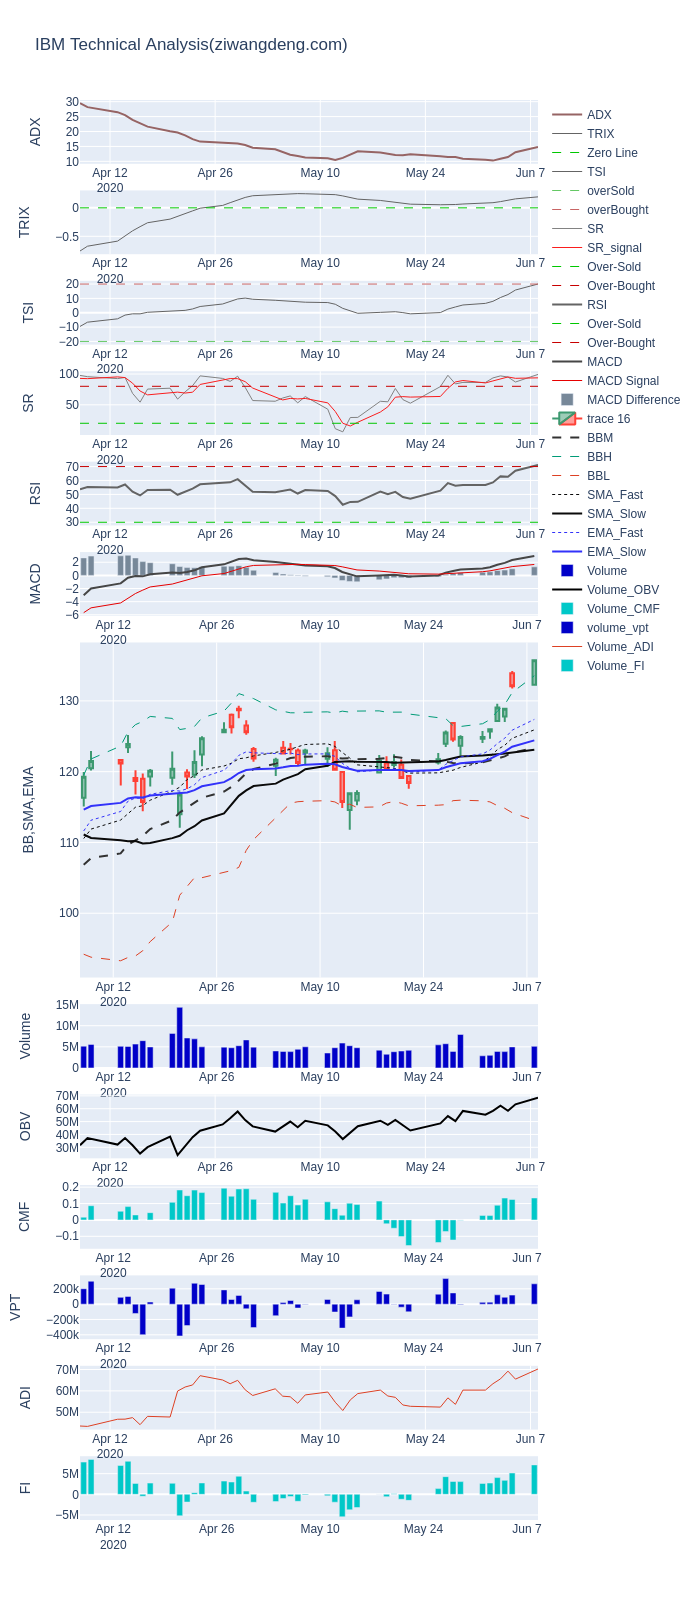 IBM Technical Analysis(ziwangdeng.com)
ADX
30
25
20
15
10
Apr 12
Apr 26
May 10
May 24
Jun 7
2020
TRIX
0
−0.5
Apr 12
Apr 26
May 10
May 24
Jun 7
2020
TSI
20
10
0
−10
−20
Apr 12
Apr 26
May 10
May 24
Jun 7
2020
SR
100
50
Apr 12
Apr 26
May 10
May 24
Jun 7
2020
RSI
70
60
50
40
30
Apr 12
Apr 26
May 10
May 24
Jun 7
2020
MACD
2
0
−2
−4
−6
Apr 12
Apr 26
May 10
May 24
Jun 7
2020
BB,SMA,EMA
130
120
110
100
Apr 12
Apr 26
May 10
May 24
Jun 7
2020
Volume
15M
10M
5M
0
Apr 12
Apr 26
May 10
May 24
Jun 7
2020
OBV
70M
60M
50M
40M
30M
Apr 12
Apr 26
May 10
May 24
Jun 7
2020
CMF
0.2
0.1
0
−0.1
Apr 12
Apr 26
May 10
May 24
Jun 7
2020
VPT
200k
0
−200k
−400k
Apr 12
Apr 26
May 10
May 24
Jun 7
2020
ADI
70M
60M
50M
Apr 12
Apr 26
May 10
May 24
Jun 7
2020
FI
5M
0
−5M
Apr 12
Apr 26
May 10
May 24
Jun 7
2020
ADX
TRIX
Zero Line
TSI
overSold
overBought
SR
SR_signal
Over-Sold
Over-Bought
RSI
Over-Sold
Over-Bought
MACD
MACD Signal
MACD Difference
trace 16
BBM
BBH
BBL
SMA_Fast
SMA_Slow
EMA_Fast
EMA_Slow
Volume
Volume_OBV
Volume_CMF
volume_vpt
Volume_ADI
Volume_FI